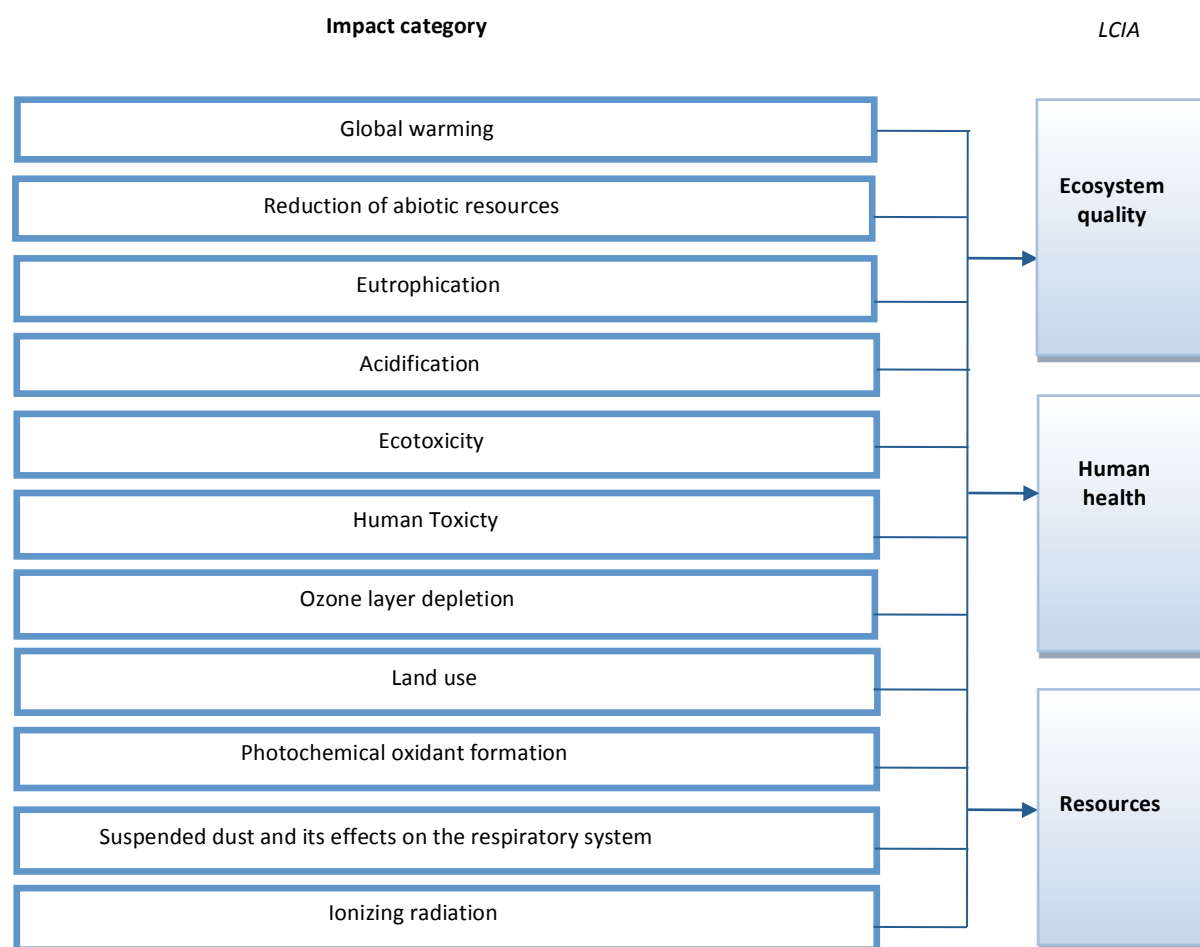 Impact category
LCIA
Global warming
Reduction of abiotic resources
Eutrophication
Acidification
Ecotoxicity
Human Toxicty
Ozone layer depletion
Land use
Photochemical oxidant formation
Suspended dust and its effects on the respiratory system
Ionizing radiation
Ecosystem
quality
Human
health
Resources